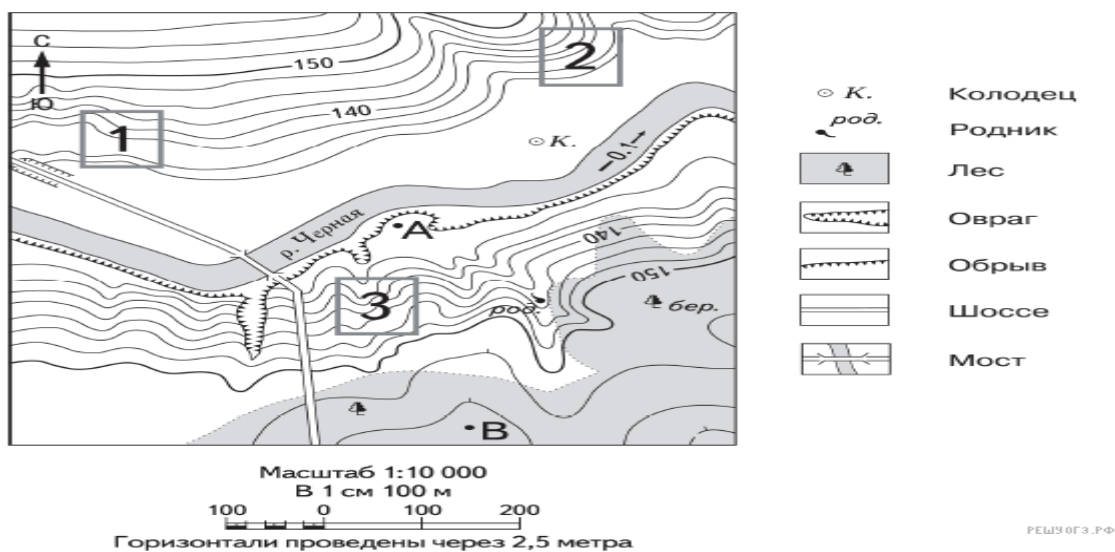 С
Ю
150
140
1
2
К.
0.1
р. Черная
А
3
род.
140
150
бер.
В
К. Колодец
род. Родник
Лес
Овраг
Обрыв
Шоссе
Мост
Масштаб 1:10 000
В 1 см 100 м
100 0 100 200
Горизонтали проведены через 2,5 метра
РЕШУОГЭ.РФ